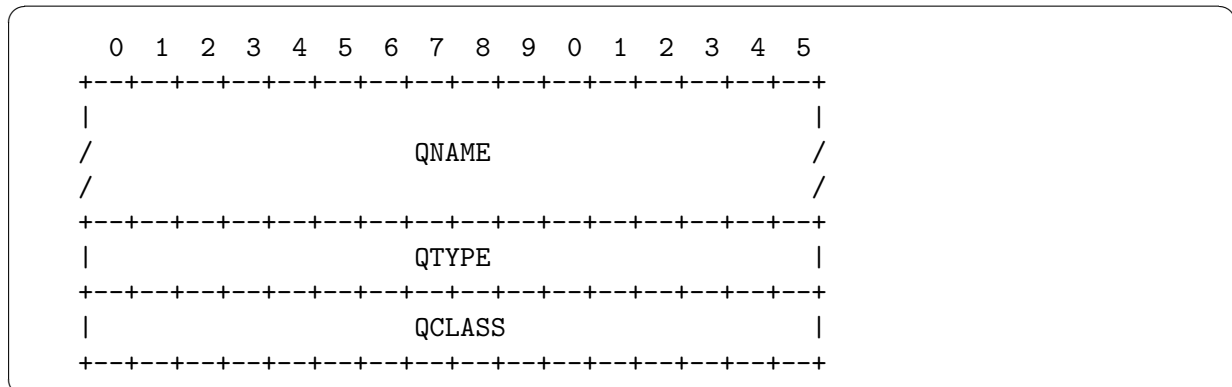 0  1  2  3  4  5  6  7  8  9  0  1  2  3  4  5
+--+--+--+--+--+--+--+--+--+--+--+--+--+--+--+--+
|                                               |
/                     QNAME                     /
/                                               /
+--+--+--+--+--+--+--+--+--+--+--+--+--+--+--+--+
|                     QTYPE                     |
+--+--+--+--+--+--+--+--+--+--+--+--+--+--+--+--+
|                     QCLASS                    |
+--+--+--+--+--+--+--+--+--+--+--+--+--+--+--+--+